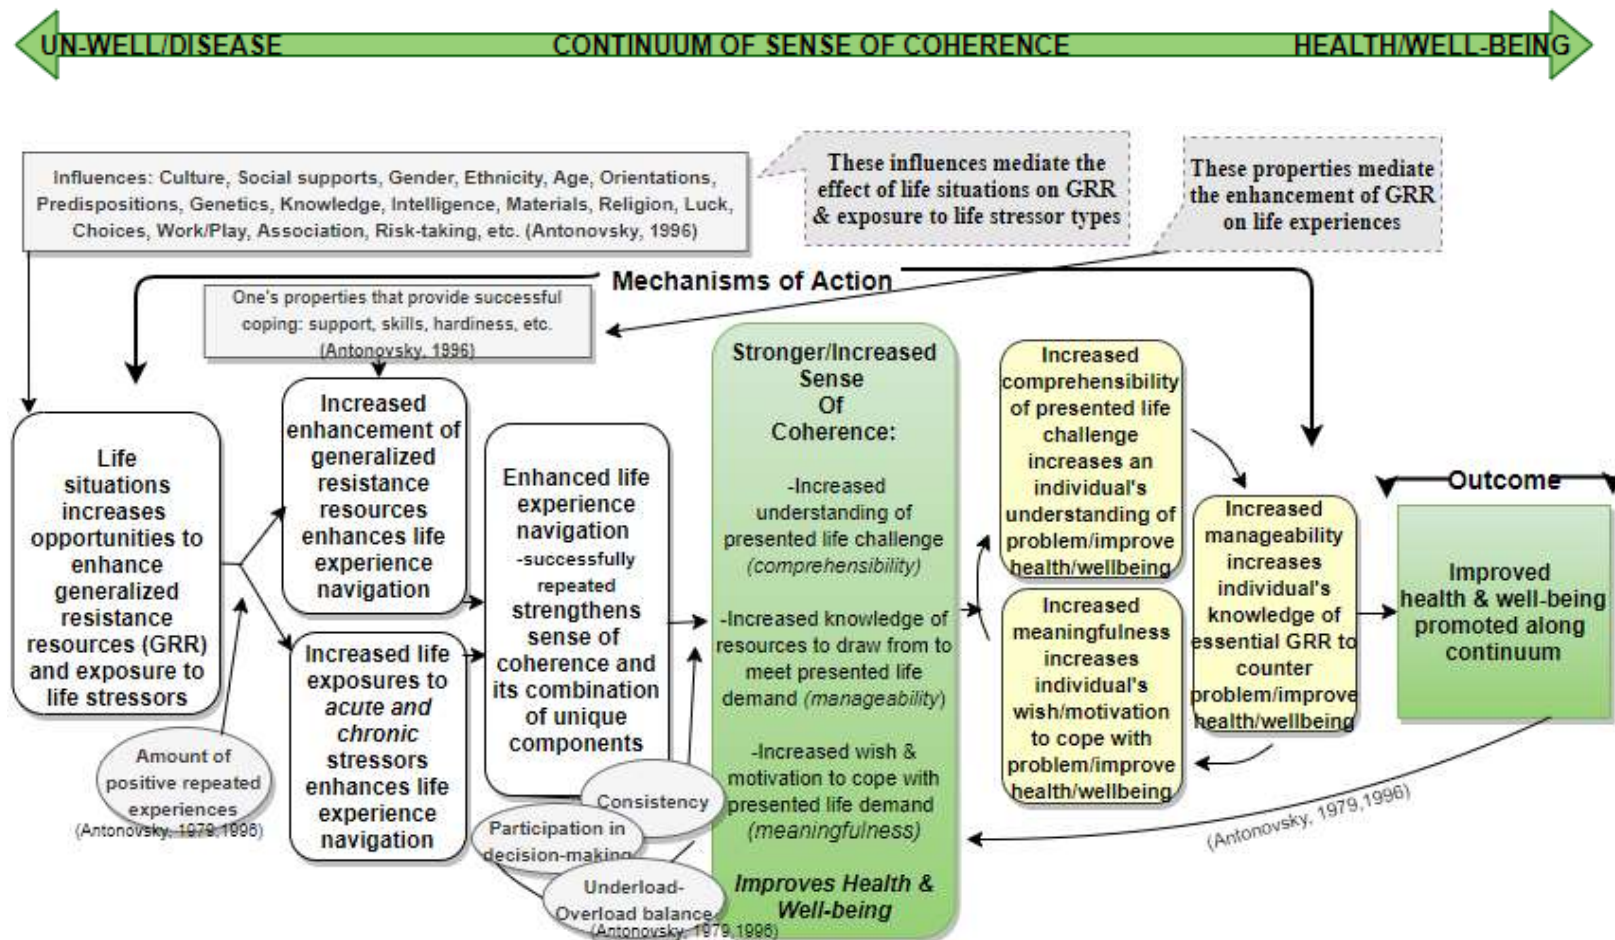 UN-WELL/DISEASE
CONTINUUM OF SENSE OF COHERENCE
HEALTH/WELL-BEING
Influences: Culture, Social supports, Gender, Ethnicity, Age, Orientations,
Predispositions, Genetics, Knowledge, Intelligence, Materials, Religion, Luck,
Choices, Work/Play, Association, Risk-taking, etc. (Antonovsky, 1996)
These influences mediate the
effect of life situations on GRR
& exposure to life stressor types
These properties mediate
the enhancement of GRR
on life experiences
Mechanisms of Action
One's properties that provide successful
coping: support, skills, hardiness, etc.
(Antonovsky, 1996)
Life
situations
increases
opportunities to
enhance
generalized
resistance
resources (GRR)
and exposure to
life stressors
Amount of
positive repeated
experiences
(Antonovsky, 1979,1996)
Increased
enhancement of
generalized
resistance
resources
enhances life
experience
navigation
Increased life
exposures to
acute and
chronic
stressors
enhances life
experience
navigation
Enhanced life
experience
navigation
-successfully
repeated
strengthens
sense of
coherence and
its combination
of unique
components
Consistency
Participation in
decision-making
Underload-
Overload balance
(Antonovsky, 1979,1996)
Stronger/Increased
Sense
Of
Coherence:
-Increased
understanding of
presented life challenge
(comprehensibility)
-Increased knowledge of
resources to draw from to
meet presented life
demand (manageability)
-Increased wish &
motivation to cope with
presented life demand
(meaningfulness)
Improves Health &
Well-being
Increased
comprehensibility
of presented life
challenge
increases an
individual's
understanding of
problem/improve
health/wellbeing
Increased
meaningfulness
increases
individual's
wish/motivation
to cope with
problem/improve
health/wellbeing
Increased
manageability
increases
individual's
knowledge of
essential GRR to
counter
problem/improve
health/wellbeing
Outcome
Improved
health & well-being
promoted along
continuum
(Antonovsky, 1979,1996)